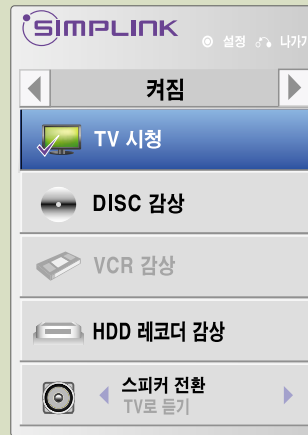 SIMPLINK
설정 나가기
켜짐
TV 시청
DISC 감상
VCR 감상
HDD 레코더 감상
스피커 전환
TV로 듣기